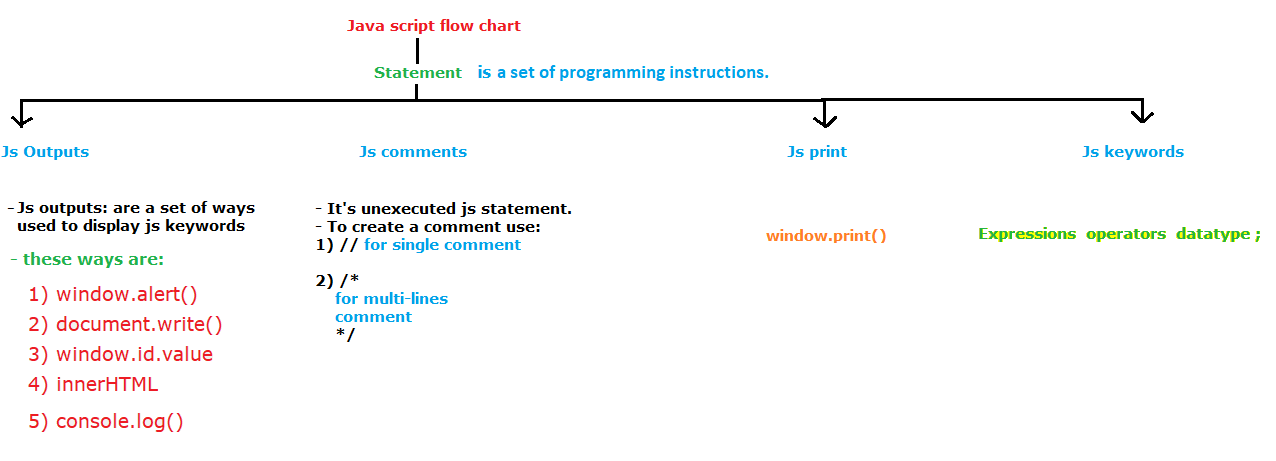 Java script flow chart
Statement is a set of programming instructions.
Js Outputs
Js comments
Js print
Js keywords
- Js outputs: are a set of ways
used to display js keywords
- these ways are:
1) window.alert()
2) document.write()
3) window.id.value
4) innerHTML
5) console.log()
- It's unexecuted js statement.
- To create a comment use:
1) // for single comment
2) /*
for multi-lines
comment
*/
window.print()
Expressions operators datatype ;